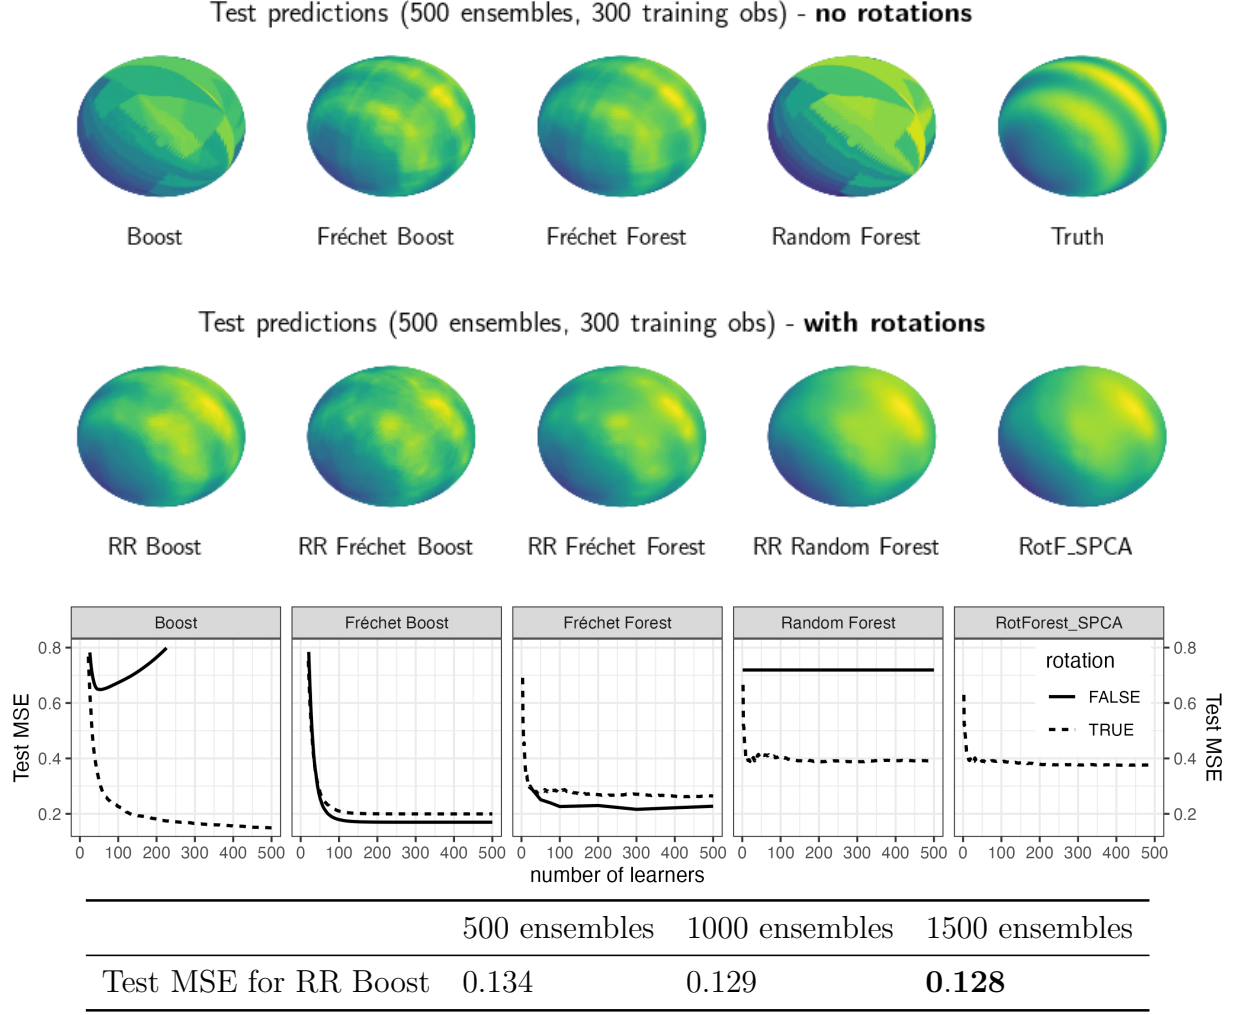 Test predictions (500 ensembles, 300 training obs) - no rotations
Boost Fréchet Boost Fréchet Forest Random Forest Truth
Test predictions (500 ensembles, 300 training obs) - with rotations
RR Boost RR Fréchet Boost RR Fréchet Forest RR Random Forest RotF_SPCA
Boost Fréchet Boost Fréchet Forest Random Forest RotForest_SPCA
Test MSE
0.8
0.6
0.4
0.2
rotation
FALSE
TRUE
0.8
0.6
0.4
0.2
Test MSE
0 100 200 300 400 500 0 100 200 300 400 500 0 100 200 300 400 500 0 100 200 300 400 500 0 100 200 300 400 500
number of learners
500 ensembles 1000 ensembles 1500 ensembles
Test MSE for RR Boost 0.134 0.129 0.128